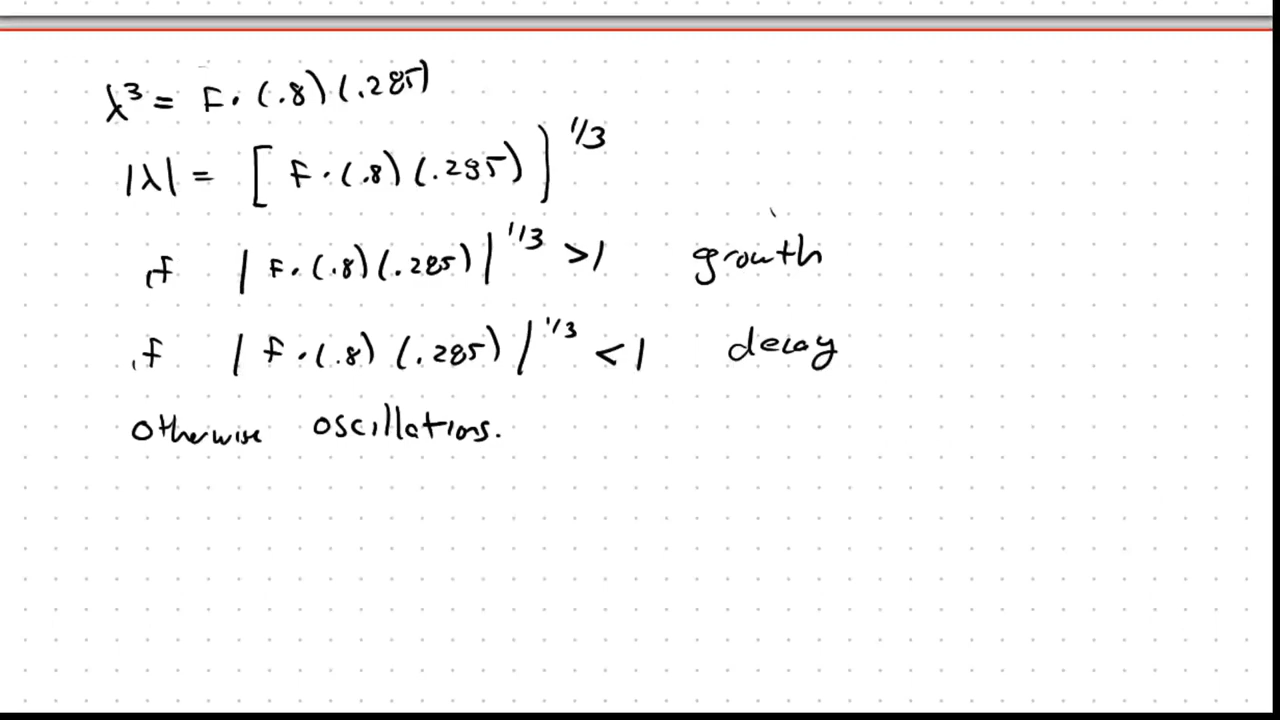 λ³ = F · (.8)(.285)
|λ| = [ F · (.8)(.285) ]^1/3
if | F · (.8)(.285) |^1/3 > 1 growth
if | F · (.8)(.285) |^1/3 < 1 decay
otherwise oscillations.